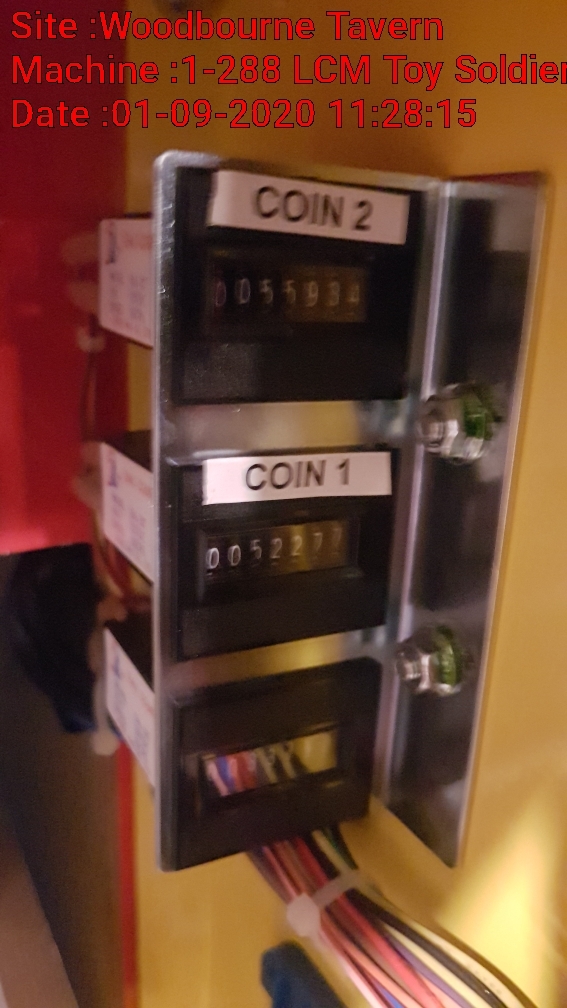 Site :Woodbourne Tavern
Machine :1-288 LCM Toy Soldier
Date :01-09-2020 11:28:15
COIN 2
0055934
COIN 1
0052277